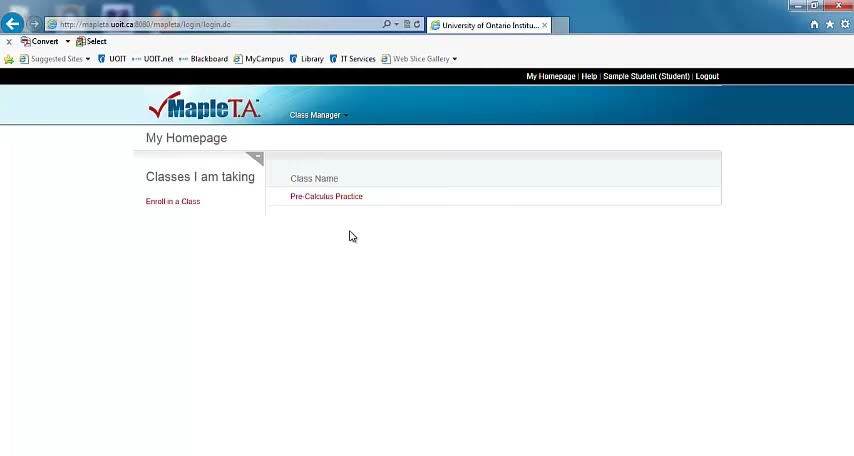 http://mapleta.uoit.ca:8080/mapleta/login/login.do
University of Ontario Institu...
Convert Select
Suggested Sites UOIT UOIT.net Blackboard MyCampus Library IT Services Web Slice Gallery
My Homepage | Help | Sample Student (Student) | Logout
MapleT.A.™
Class Manager
My Homepage
Classes I am taking
Enroll in a Class
Class Name
Pre-Calculus Practice